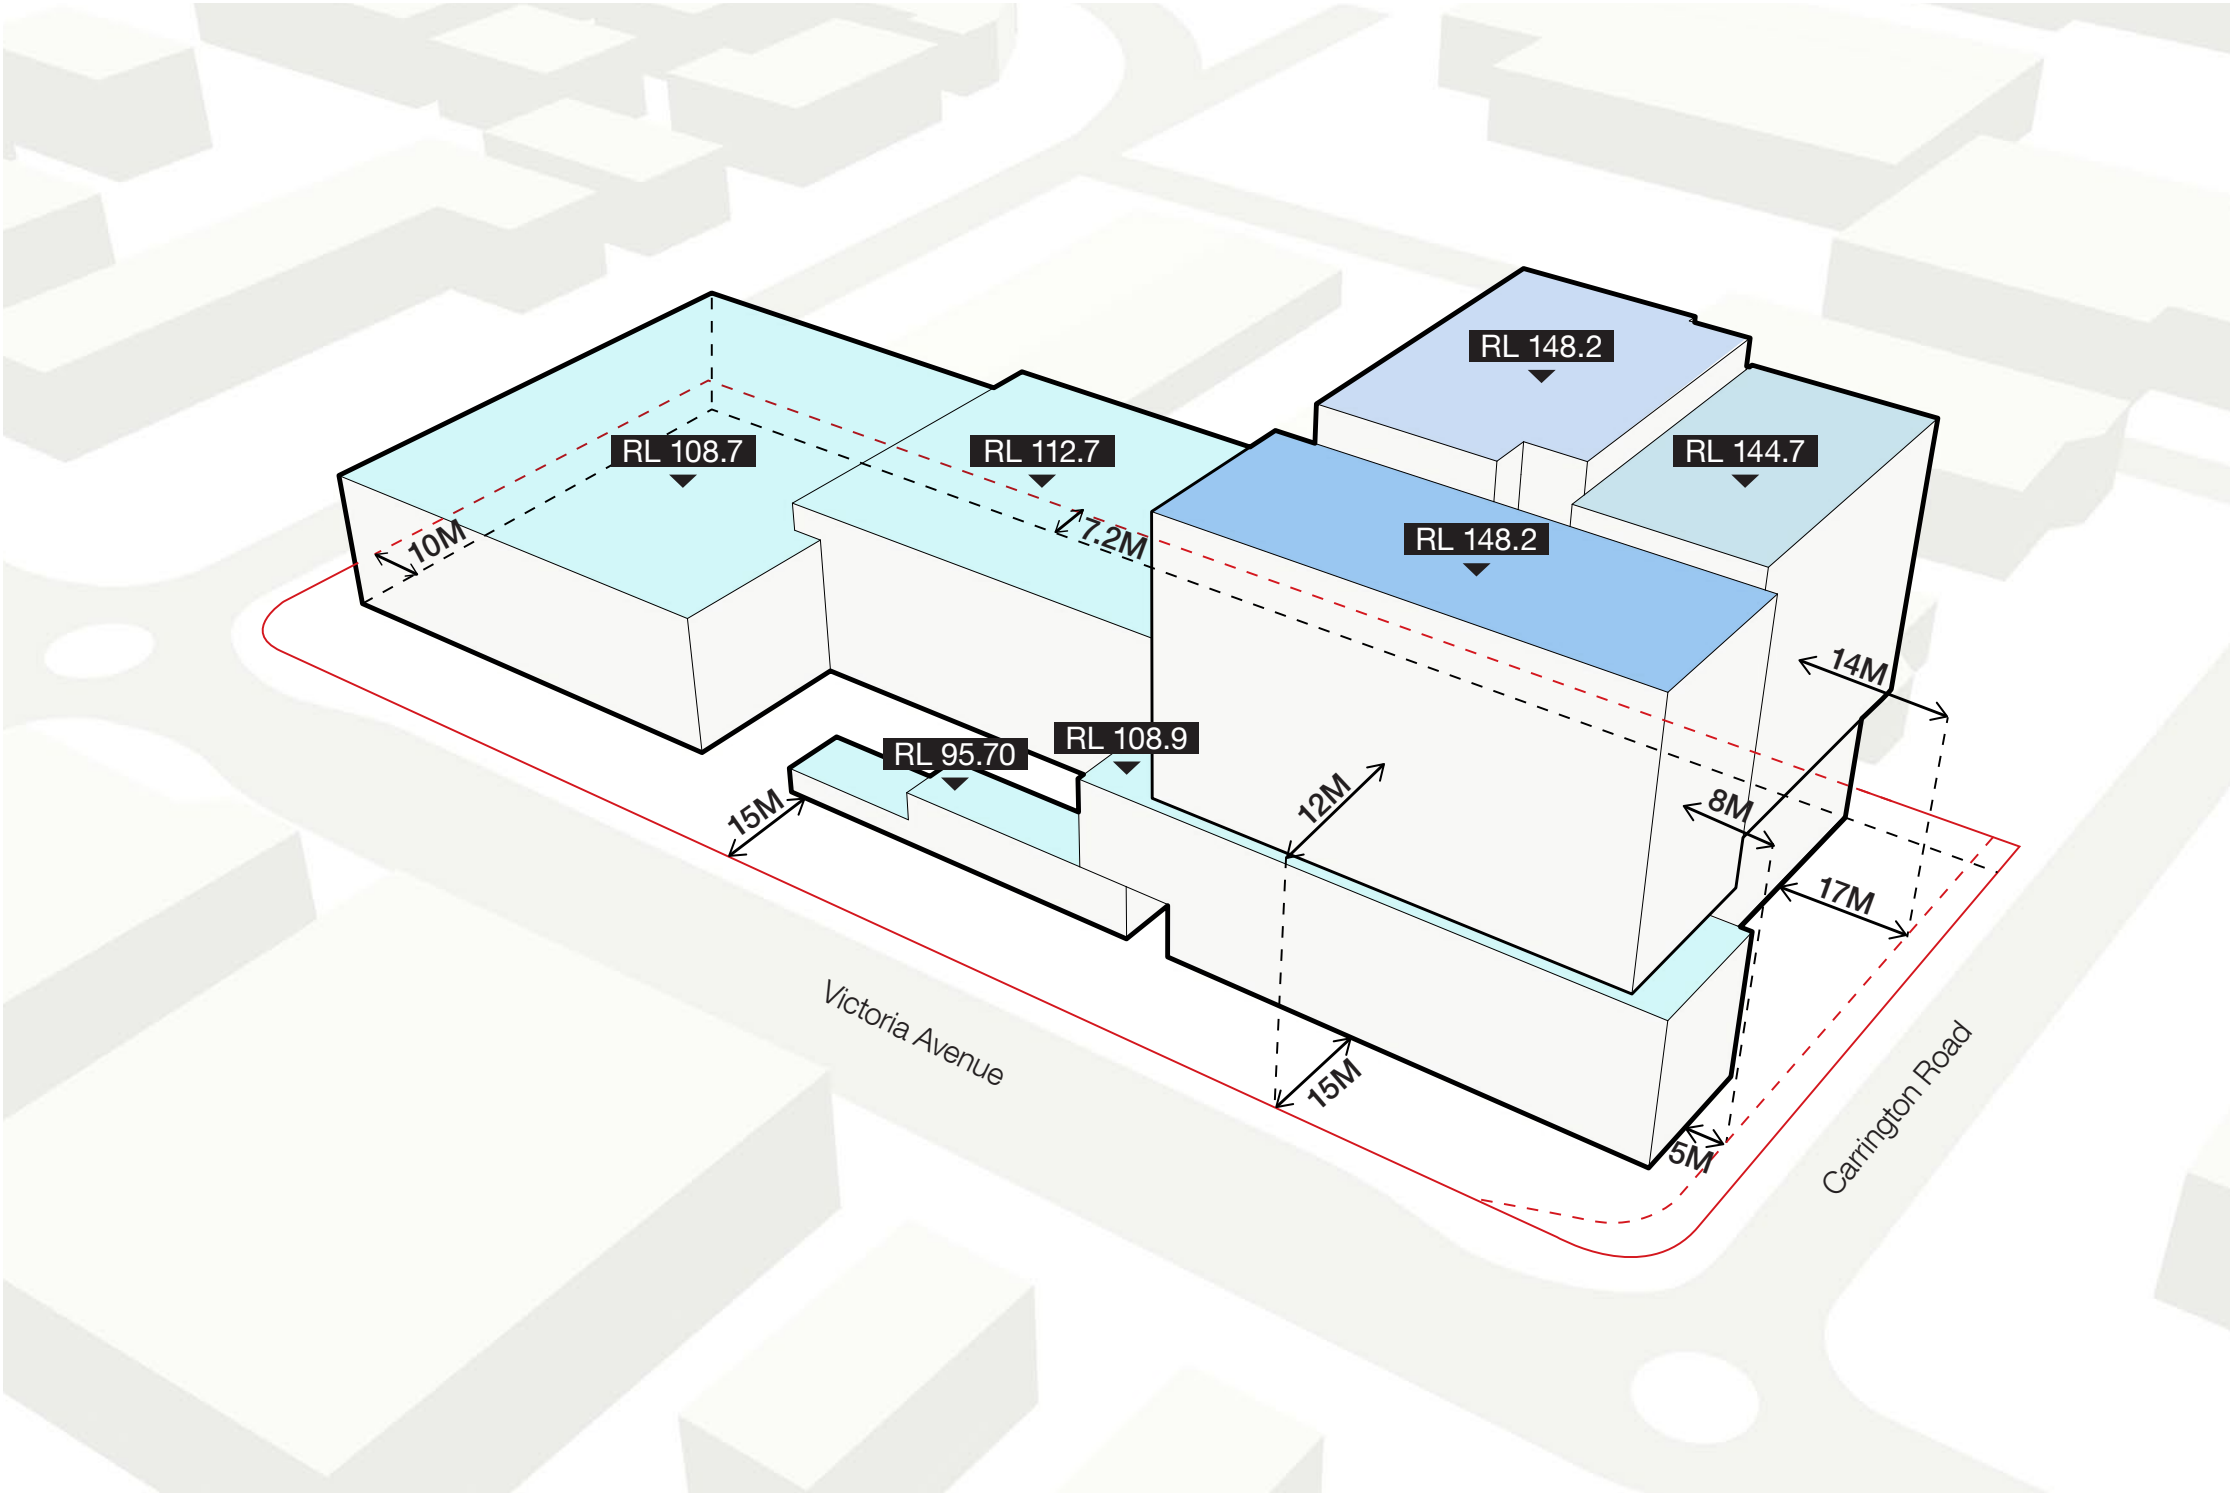 RL 148.2
RL 108.7
RL 112.7
RL 144.7
10M
7.2M
RL 148.2
14M
RL 95.70
RL 108.9
15M
12M
8M
17M
Victoria Avenue
15M
5M
Carrington Road